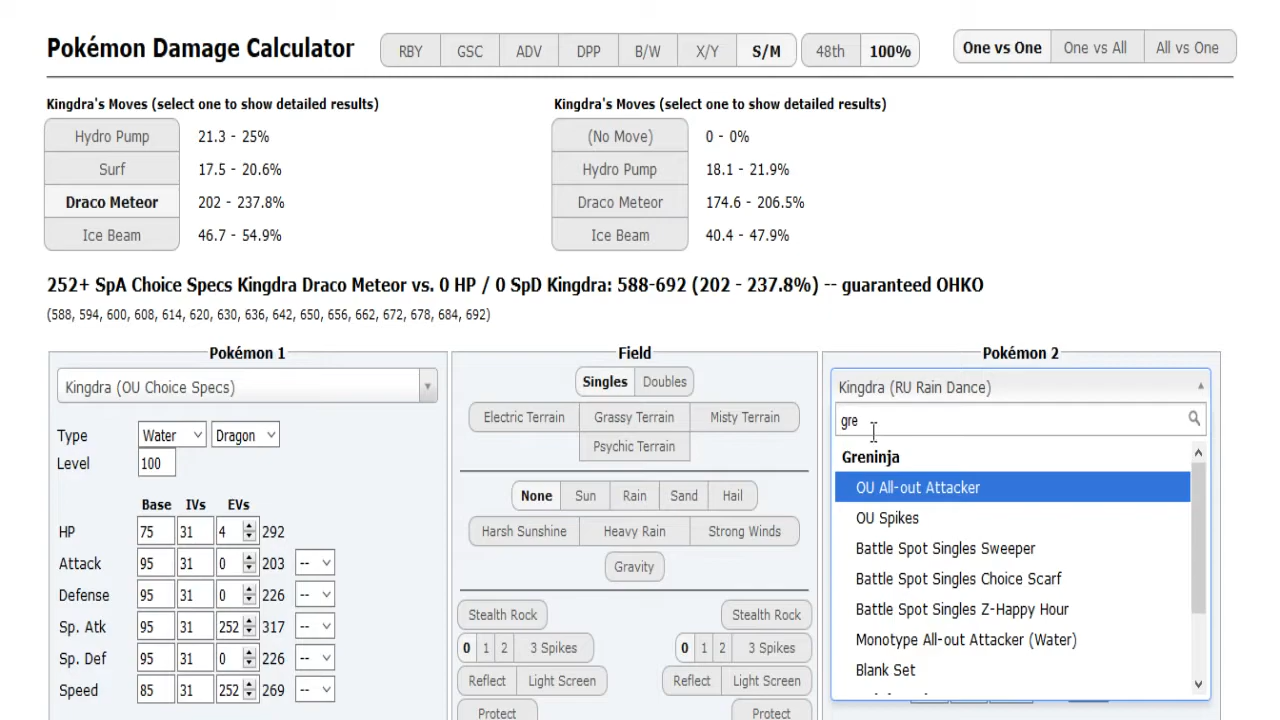 Pokémon Damage Calculator RBY GSC ADV DPP B/W X/Y S/M 48th 100% One vs One One vs All All vs One
Kingdra's Moves (select one to show detailed results) Kingdra's Moves (select one to show detailed results)
Hydro Pump 21.3 - 25% (No Move) 0 - 0%
Surf 17.5 - 20.6% Hydro Pump 18.1 - 21.9%
Draco Meteor 202 - 237.8% Draco Meteor 174.6 - 206.5%
Ice Beam 46.7 - 54.9% Ice Beam 40.4 - 47.9%
252+ SpA Choice Specs Kingdra Draco Meteor vs. 0 HP / 0 SpD Kingdra: 588-692 (202 - 237.8%) -- guaranteed OHKO
(588, 594, 600, 608, 614, 620, 630, 636, 642, 650, 656, 662, 672, 678, 684, 692)
Pokémon 1
Kingdra (OU Choice Specs)
Type Water Dragon
Level 100
Base IVs EVs
HP 75 31 4 292
Attack 95 31 0 203 --
Defense 95 31 0 226 --
Sp. Atk 95 31 252 317 --
Sp. Def 95 31 0 226 --
Speed 85 31 252 269 --
Field
Singles Doubles
Electric Terrain Grassy Terrain Misty Terrain
Psychic Terrain
None Sun Rain Sand Hail
Harsh Sunshine Heavy Rain Strong Winds
Gravity
Stealth Rock Stealth Rock
0 1 2 3 Spikes 0 1 2 3 Spikes
Reflect Light Screen Reflect Light Screen
Protect Protect
Pokémon 2
Kingdra (RU Rain Dance)
gre
Greninja
OU All-out Attacker
OU Spikes
Battle Spot Singles Sweeper
Battle Spot Singles Choice Scarf
Battle Spot Singles Z-Happy Hour
Monotype All-out Attacker (Water)
Blank Set